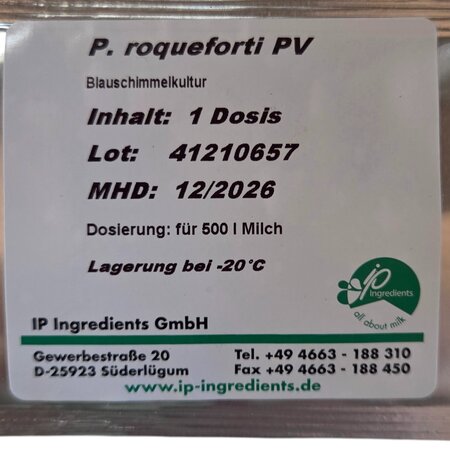 P. roqueforti PV
Blauschimmelkultur
Inhalt: 1 Dosis
Lot: 41210657
MHD: 12/2026
Dosierung: für 500 l Milch
Lagerung bei -20°C
ip
Ingredients
all about milk
IP Ingredients GmbH
Gewerbestraße 20 Tel. +49 4663 - 188 310
D-25923 Süderlügum Fax +49 4663 - 188 450
www.ip-ingredients.de